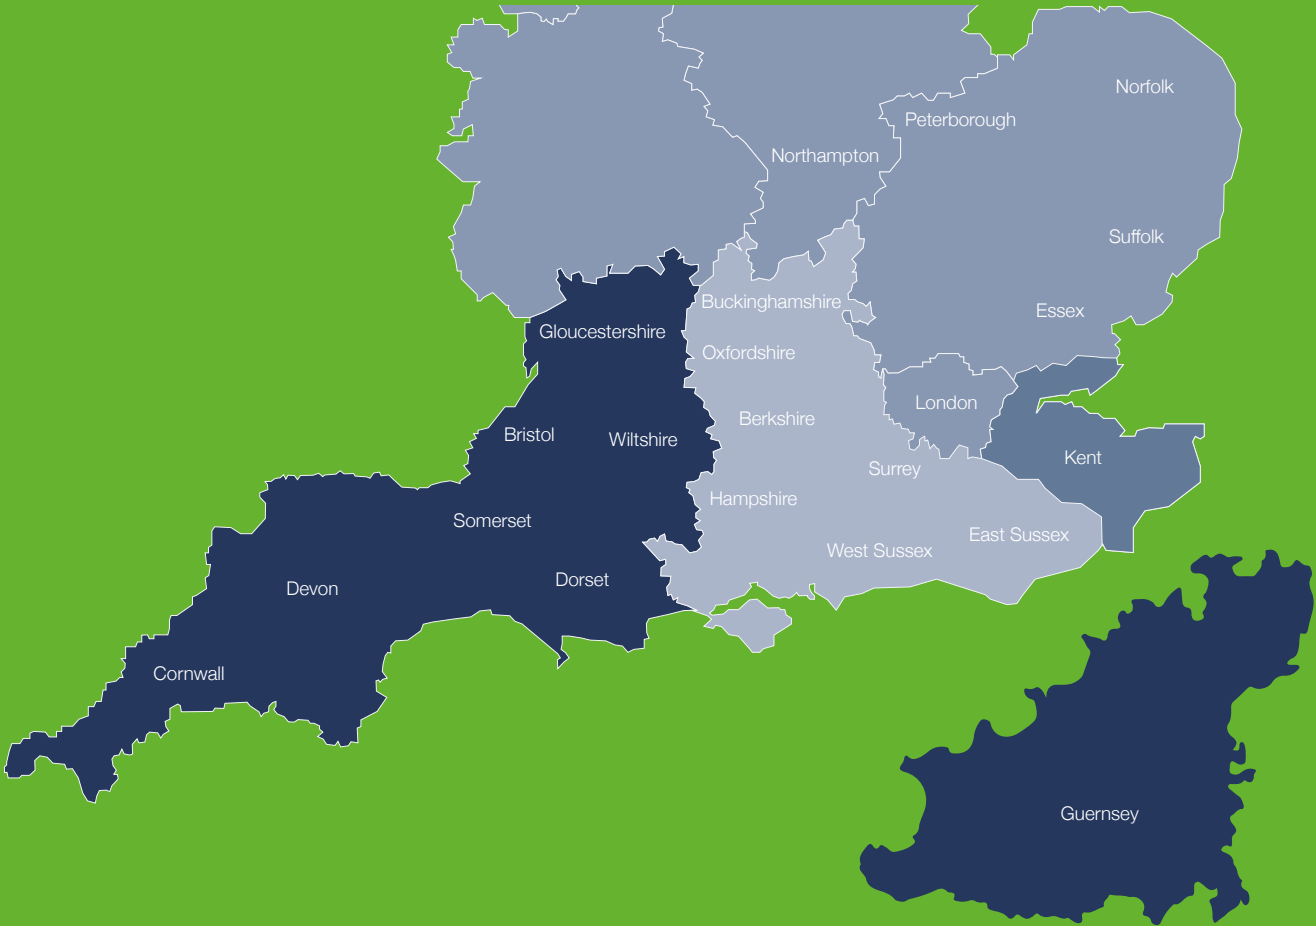 Norfolk
Peterborough
Northampton
Suffolk
Buckinghamshire
Essex
Gloucestershire
Oxfordshire
London
Berkshire
Bristol
Wiltshire
Kent
Surrey
Hampshire
Somerset
East Sussex
West Sussex
Dorset
Devon
Cornwall
Guernsey